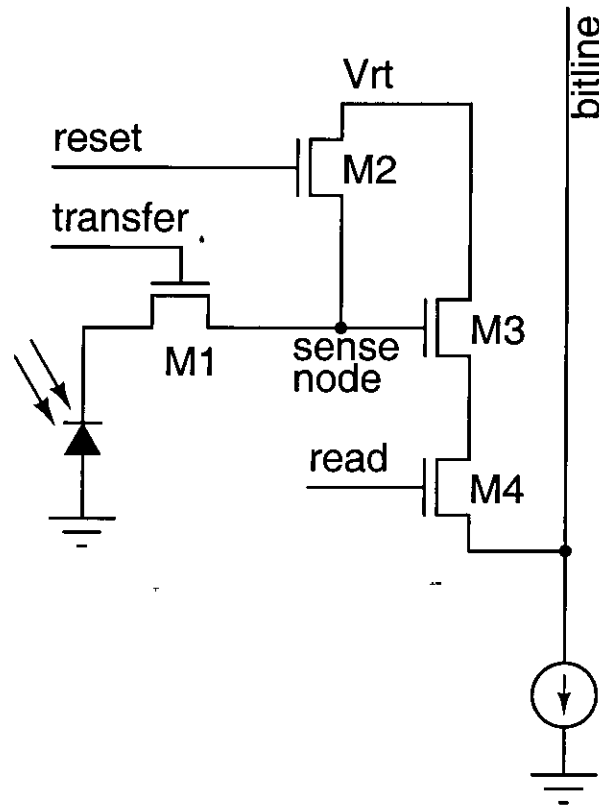 bitline
Vrt
reset
M2
transfer
M1
sense
node
M3
read
M4